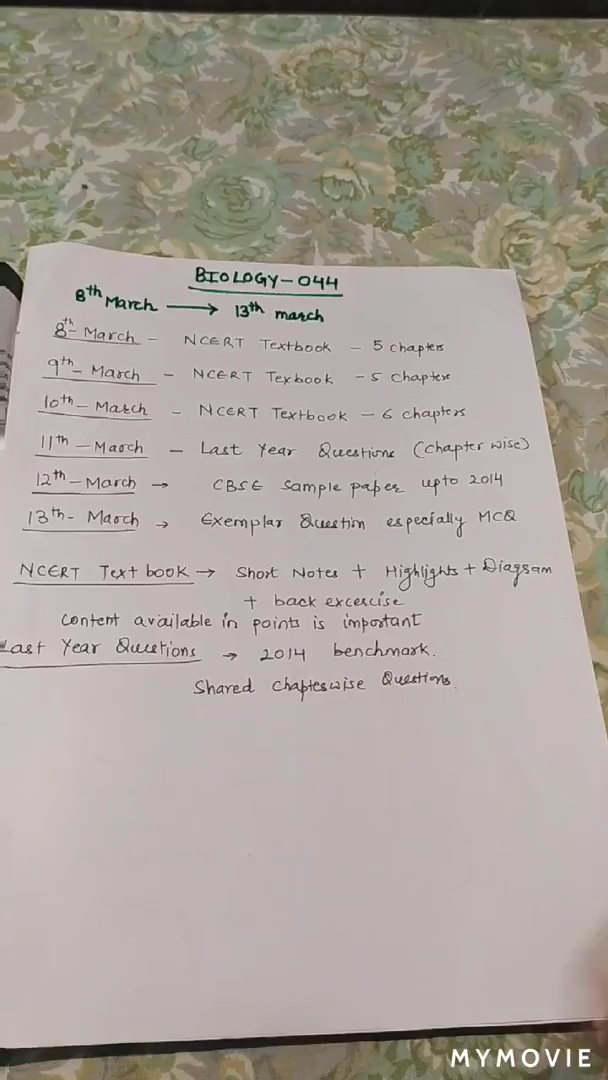 BIOLOGY-044
8th March → 13th march
8th- March - NCERT Textbook - 5 chapters
9th- March - NCERT Texbook - 5 Chapters
10th- March - NCERT Textbook - 6 chapters
11th- March - Last Year Questions (chapter wise)
12th- March → CBSE Sample paper upto 2014
13th- March → Exemplar Question especially MCQ
NCERT Text book → Short Notes + Highlights + Diagram
+ back excercise
content available in points is important
Last Year Questions → 2014 benchmark.
Shared Chapterswise Questions.
MYMOVIE